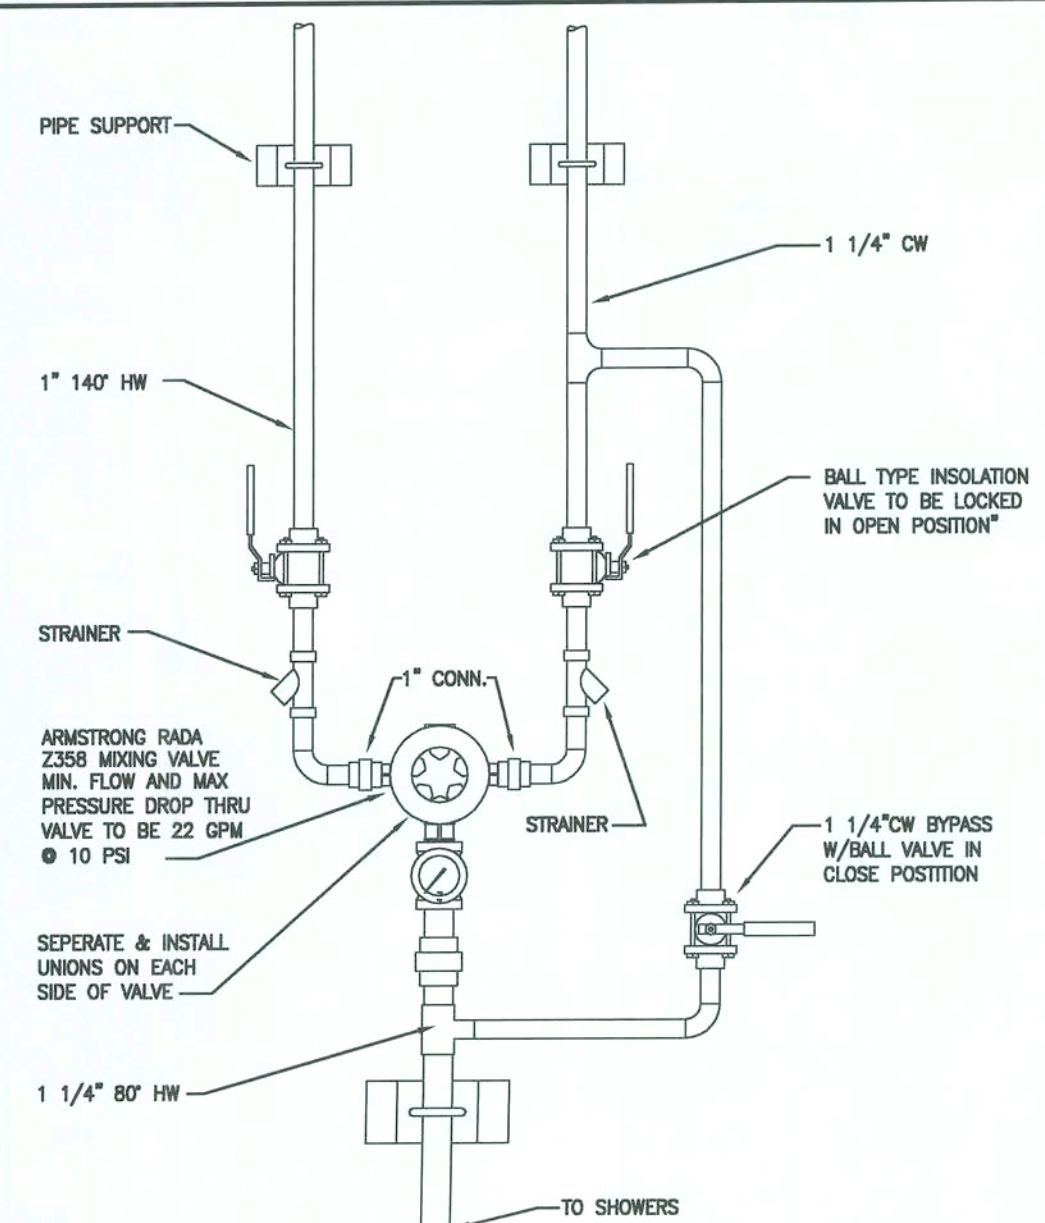 PIPE SUPPORT
1 1/4" CW
1" 140° HW
BALL TYPE INSOLATION
VALVE TO BE LOCKED
IN OPEN POSITION"
STRAINER
1" CONN.
ARMSTRONG RADA
Z358 MIXING VALVE
MIN. FLOW AND MAX
PRESSURE DROP THRU
VALVE TO BE 22 GPM
@ 10 PSI
STRAINER
1 1/4"CW BYPASS
W/BALL VALVE IN
CLOSE POSTITION
SEPERATE & INSTALL
UNIONS ON EACH
SIDE OF VALVE
1 1/4" 80° HW
TO SHOWERS